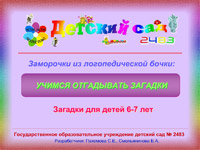 Детский сад
2483
Заморочки из логопедической бочки:
УЧИМСЯ ОТГАДЫВАТЬ ЗАГАДКИ
Загадки для детей 6-7 лет
Государственное образовательное учреждение детский сад № 2483
Разработчики: С.В., Е.А.